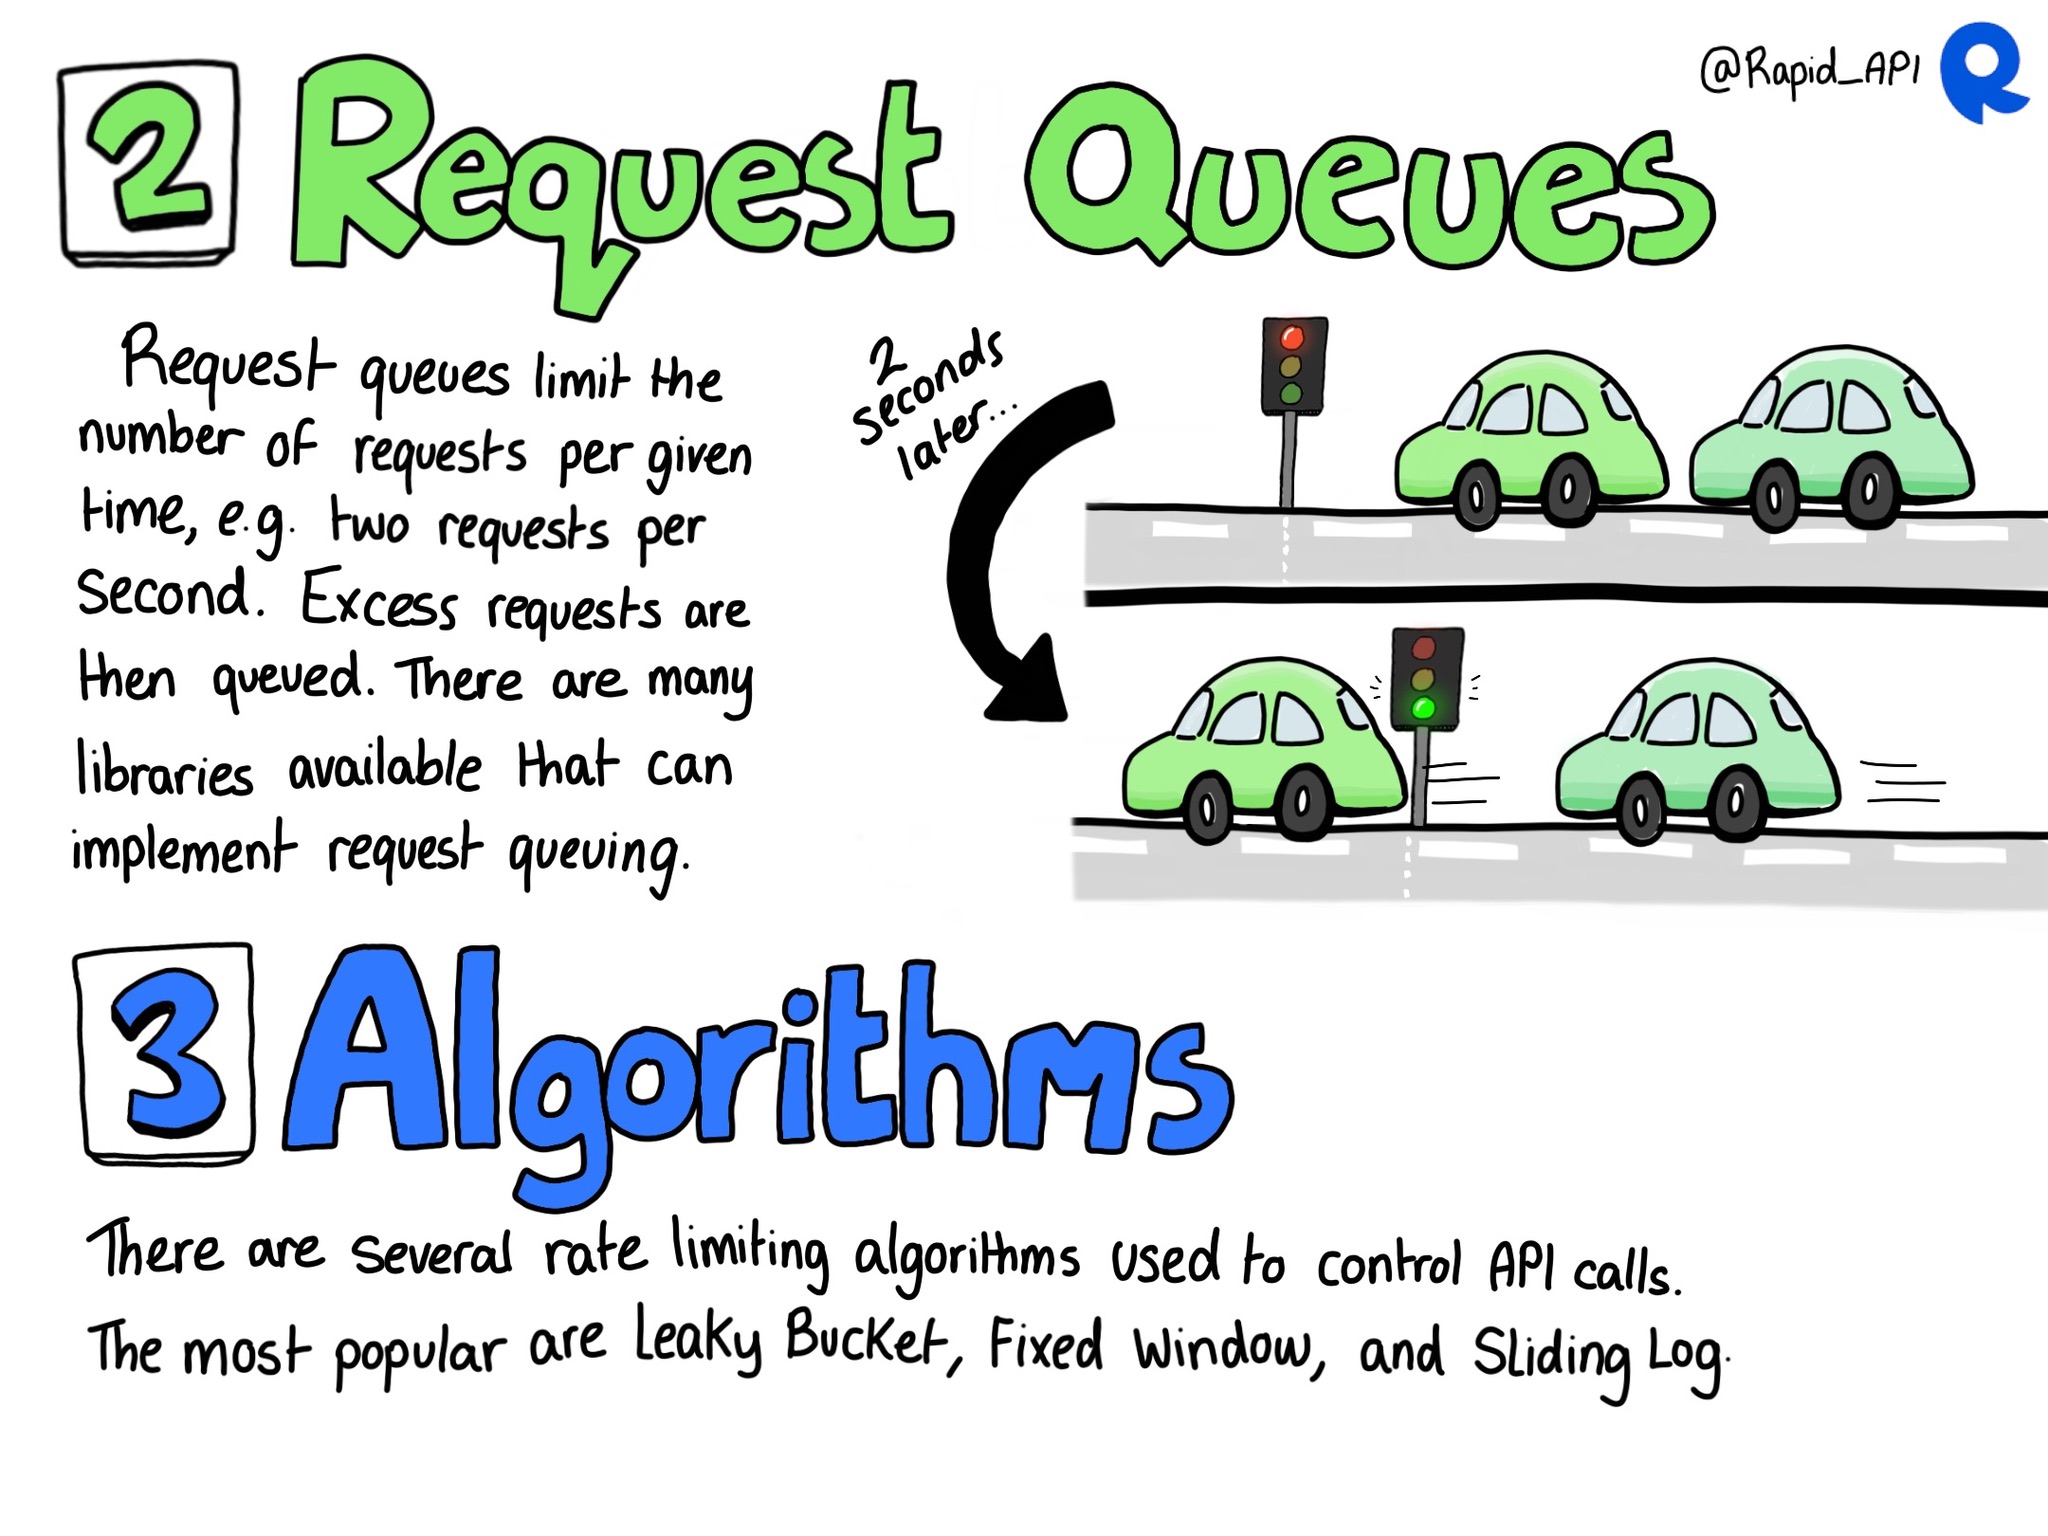 @Rapid_API
2 Request Queues
Request queues limit the
number of requests per given
time, e.g. two requests per
second. Excess requests are
then queued. There are many
libraries available that can
implement request queuing.
2
seconds
later...
3 Algorithms
There are several rate limiting algorithms used to control API calls.
The most popular are Leaky Bucket, Fixed Window, and Sliding Log.